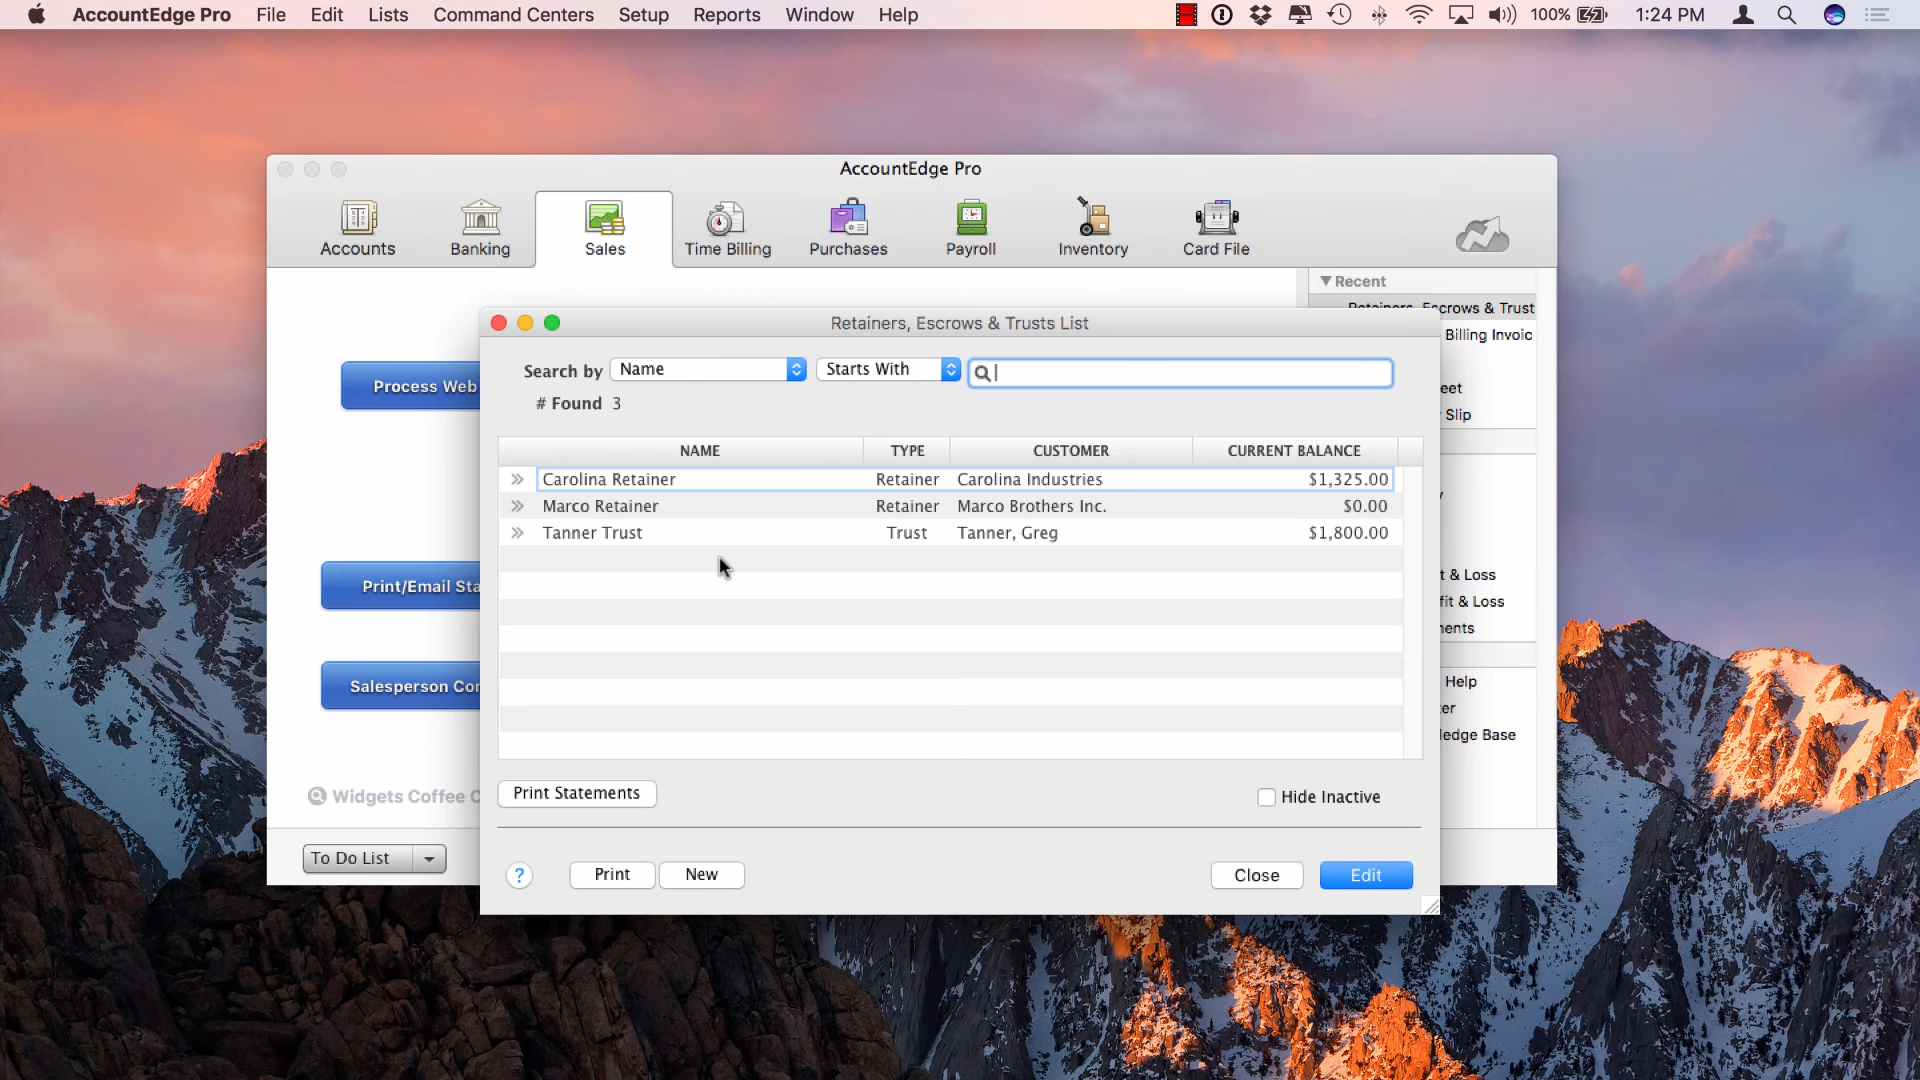 AccountEdge Pro File Edit Lists Command Centers Setup Reports Window Help 100% 1:24 PM
AccountEdge Pro
Accounts Banking Sales Time Billing Purchases Payroll Inventory Card File
Recent
Retainers, Escrows & Trust
Billing Invoic
eet
Slip
t & Loss
fit & Loss
nents
Help
er
ledge Base
Process Web
Print/Email Sta
Salesperson Cor
Widgets Coffee C
To Do List
Retainers, Escrows & Trusts List
Search by Name Starts With
# Found 3
NAME TYPE CUSTOMER CURRENT BALANCE
Carolina Retainer Retainer Carolina Industries $1,325.00
Marco Retainer Retainer Marco Brothers Inc. $0.00
Tanner Trust Trust Tanner, Greg $1,800.00
Print Statements Hide Inactive
? Print New Close Edit